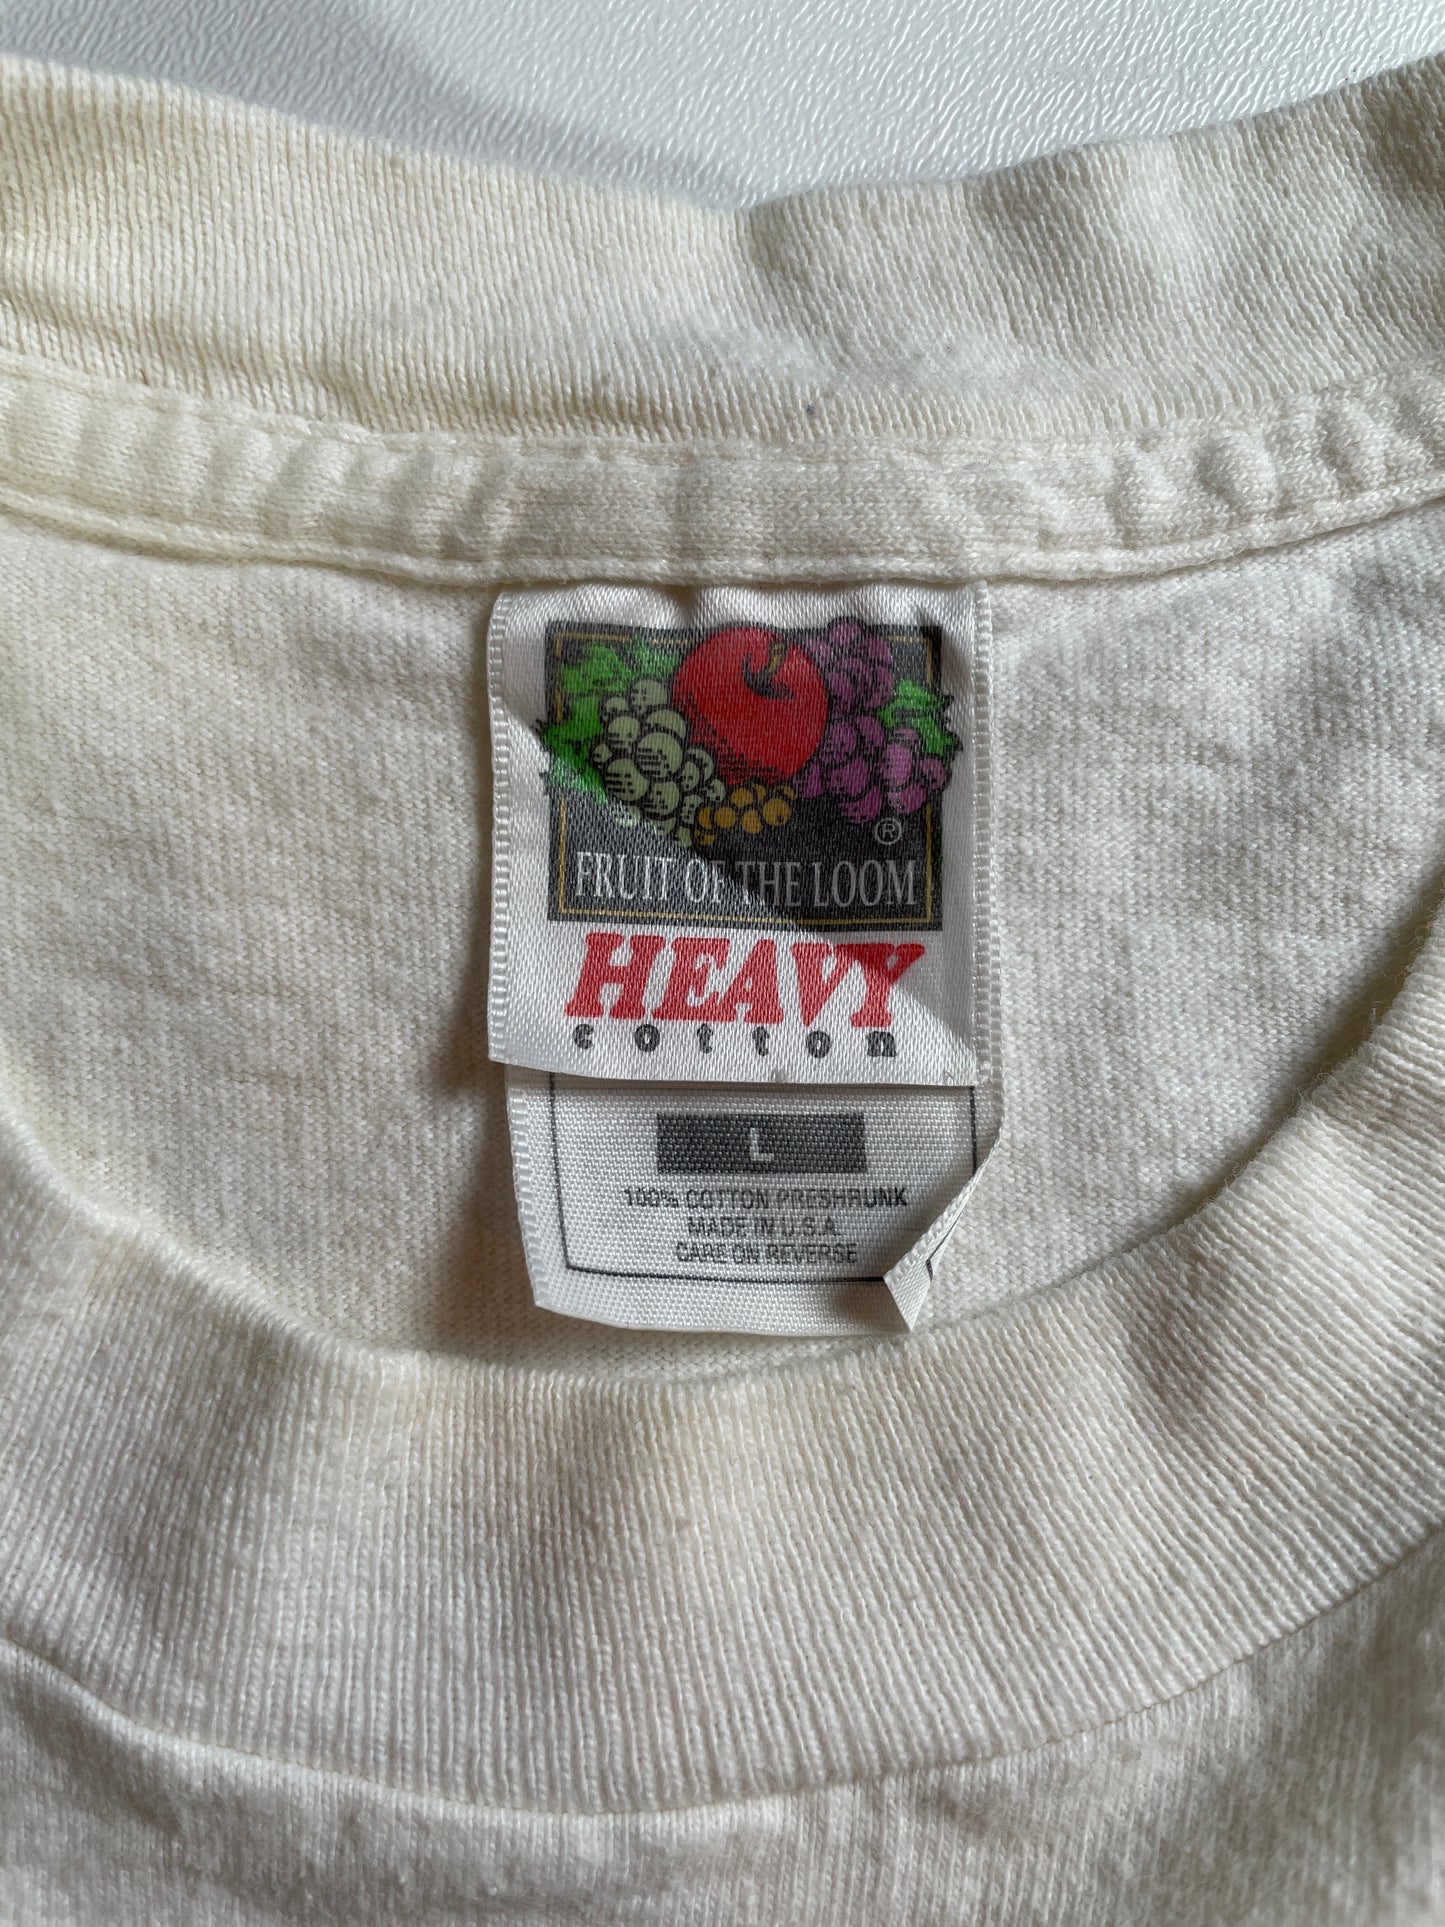 ®
FRUIT OF THE LOOM
HEAVY
cotton
L
100% COTTON PRESHRUNK
MADE IN U.S.A.
CARE ON REVERSE